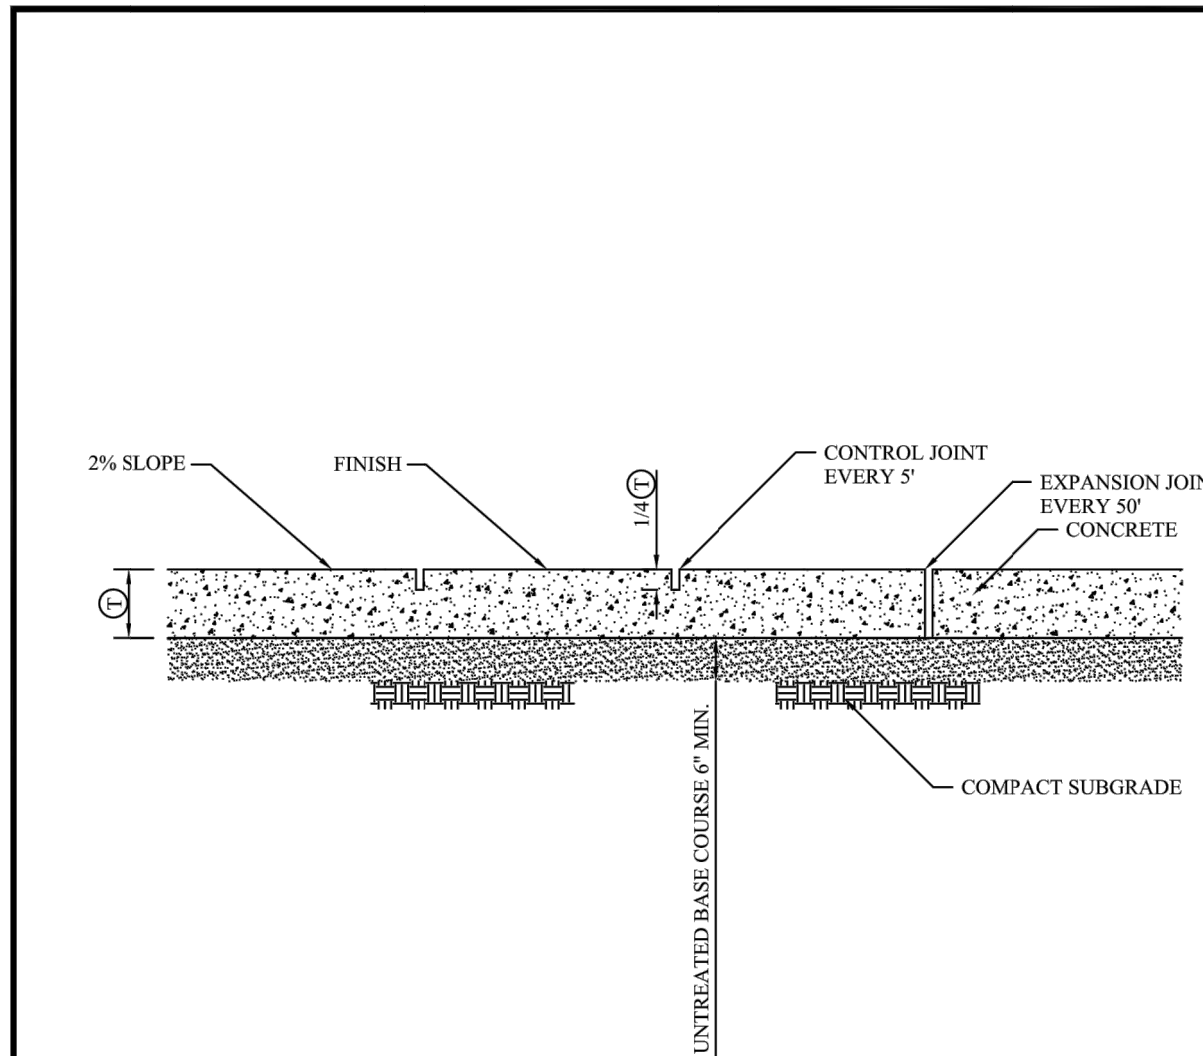 2% SLOPE
FINISH
1/4 T
CONTROL JOINT
EVERY 5'
EXPANSION JOIN
EVERY 50'
CONCRETE
T
UNTREATED BASE COURSE 6" MIN.
COMPACT SUBGRADE